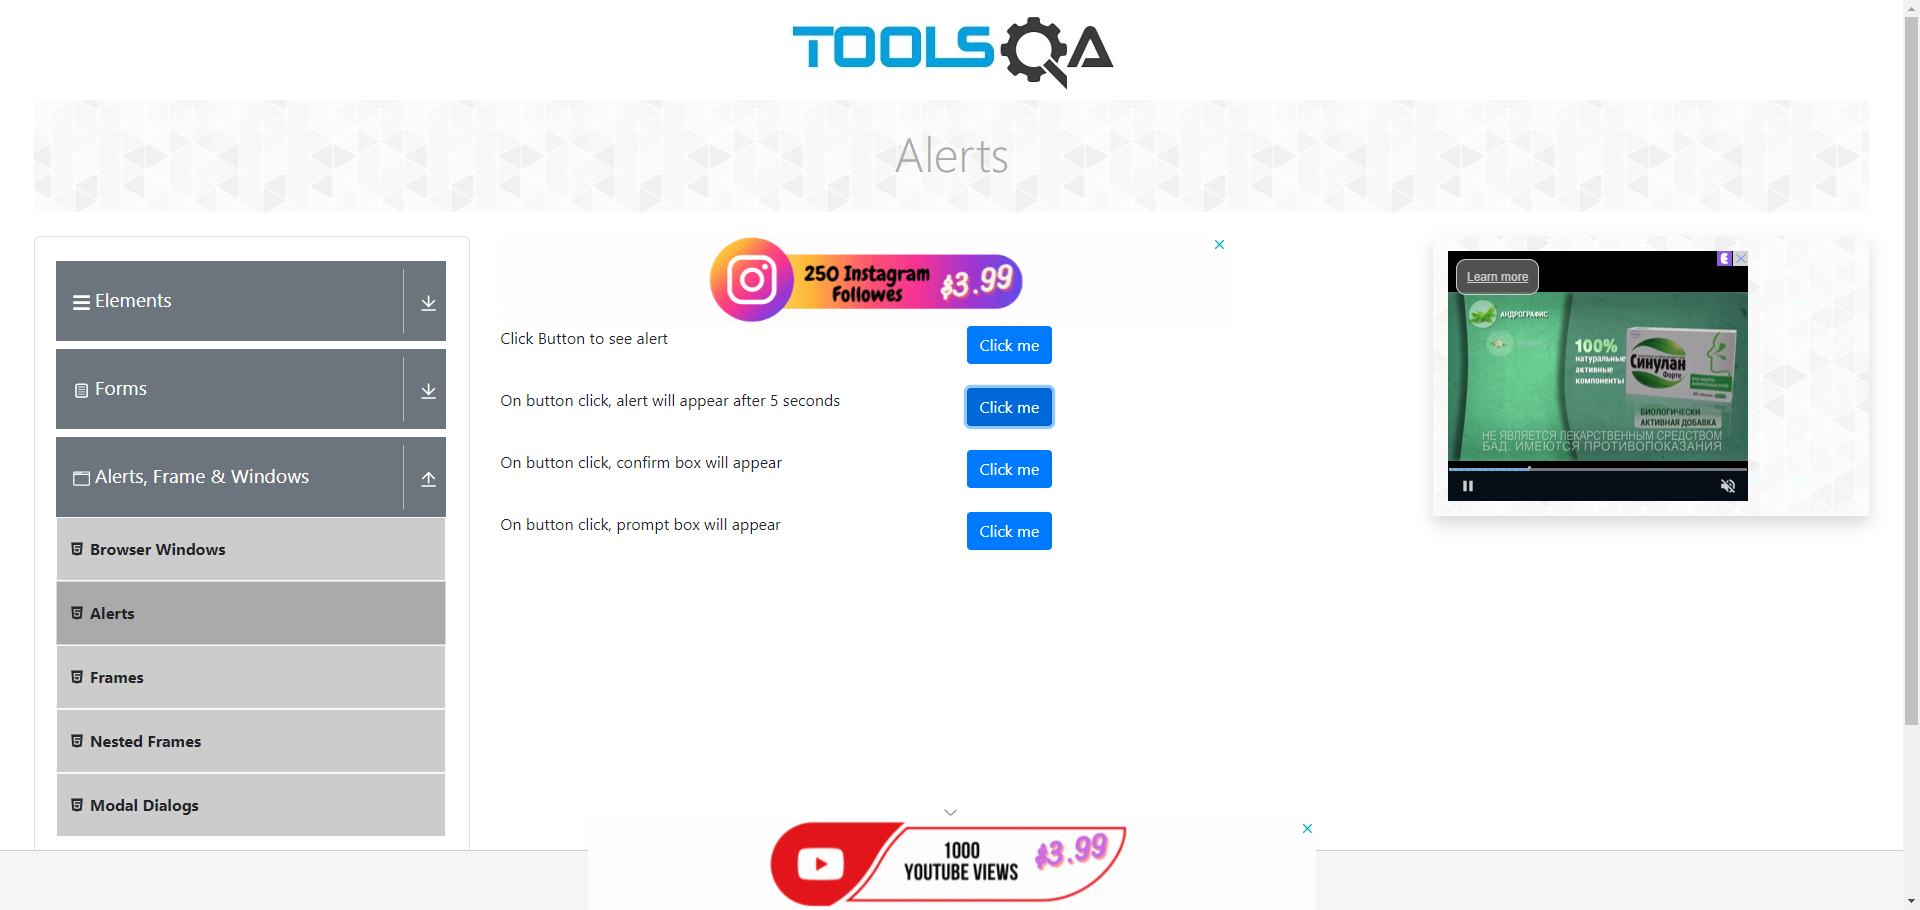 TOOLSQA
Alerts
Elements
Forms
Alerts, Frame & Windows
Browser Windows
Alerts
Frames
Nested Frames
Modal Dialogs
250 Instagram
Followes
$3.99
Click Button to see alert
Click me
On button click, alert will appear after 5 seconds
Click me
On button click, confirm box will appear
Click me
On button click, prompt box will appear
Click me
Learn more
АНДРОГРАФИС
100%
натуральные
активные
компоненты
Синулан
Форте
БИОЛОГИЧЕСКИ
АКТИВНАЯ ДОБАВКА
НЕ ЯВЛЯЕТСЯ ЛЕКАРСТВЕННЫМ СРЕДСТВОМ
БАД. ИМЕЮТСЯ ПРОТИВОПОКАЗАНИЯ
1000
YOUTUBE VIEWS
$3.99